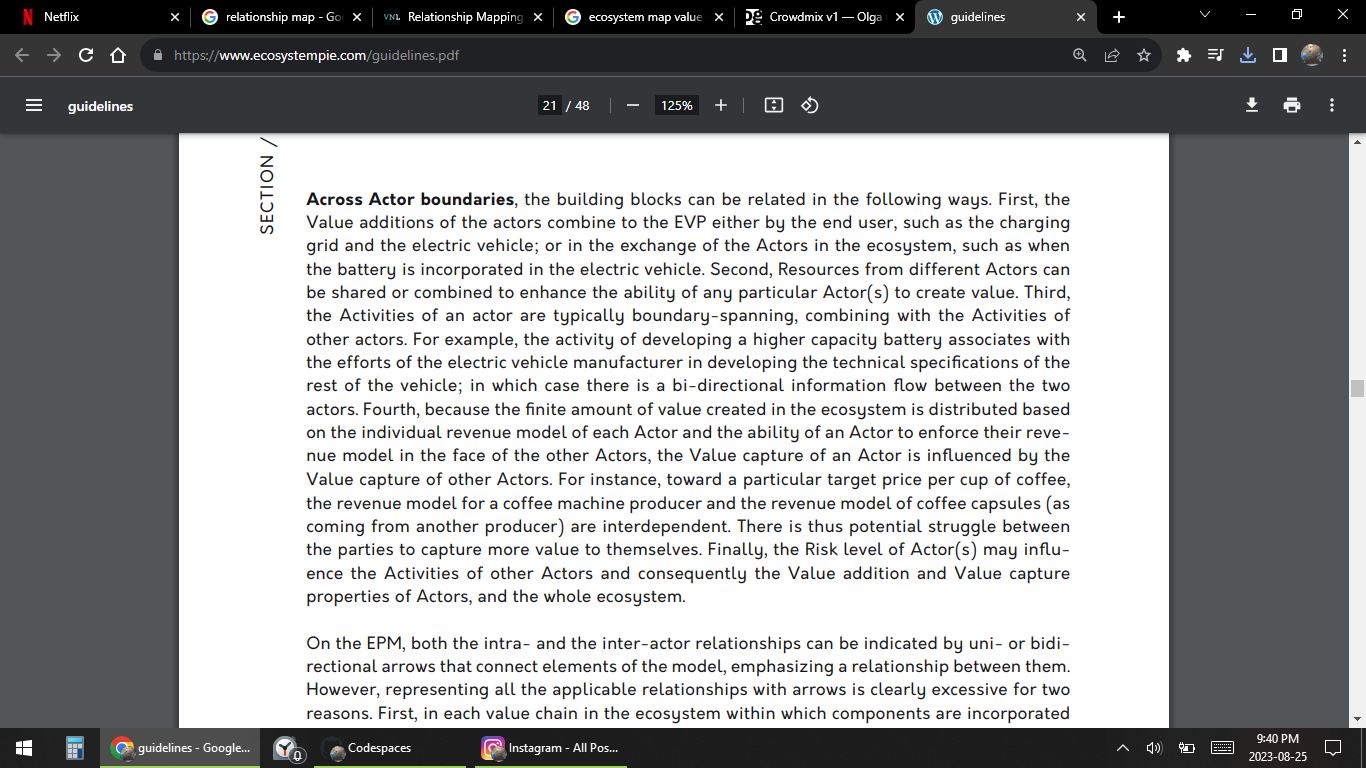 Netflix
relationship map - Goo
VNL Relationship Mapping
ecosystem map value
Crowdmix v1 — Olga
guidelines
https://www.ecosystempie.com/guidelines.pdf
guidelines
21 / 48
125%
SECTION /
Across Actor boundaries, the building blocks can be related in the following ways. First, the
Value additions of the actors combine to the EVP either by the end user, such as the charging
grid and the electric vehicle; or in the exchange of the Actors in the ecosystem, such as when
the battery is incorporated in the electric vehicle. Second, Resources from different Actors can
be shared or combined to enhance the ability of any particular Actor(s) to create value. Third,
the Activities of an actor are typically boundary-spanning, combining with the Activities of
other actors. For example, the activity of developing a higher capacity battery associates with
the efforts of the electric vehicle manufacturer in developing the technical specifications of the
rest of the vehicle; in which case there is a bi-directional information flow between the two
actors. Fourth, because the finite amount of value created in the ecosystem is distributed based
on the individual revenue model of each Actor and the ability of an Actor to enforce their reve-
nue model in the face of the other Actors, the Value capture of an Actor is influenced by the
Value capture of other Actors. For instance, toward a particular target price per cup of coffee,
the revenue model for a coffee machine producer and the revenue model of coffee capsules (as
coming from another producer) are interdependent. There is thus potential struggle between
the parties to capture more value to themselves. Finally, the Risk level of Actor(s) may influ-
ence the Activities of other Actors and consequently the Value addition and Value capture
properties of Actors, and the whole ecosystem.
On the EPM, both the intra- and the inter-actor relationships can be indicated by uni- or bidi-
rectional arrows that connect elements of the model, emphasizing a relationship between them.
However, representing all the applicable relationships with arrows is clearly excessive for two
reasons. First, in each value chain in the ecosystem within which components are incorporated
guidelines - Google...
0
Codespaces
Instagram - All Pos...
9:40 PM
2023-08-25